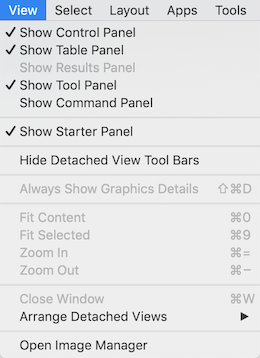 View Select Layout Apps Tools
✓ Show Control Panel
✓ Show Table Panel
Show Results Panel
✓ Show Tool Panel
Show Command Panel
✓ Show Starter Panel
Hide Detached View Tool Bars
Always Show Graphics Details ⇧⌘D
Fit Content ⌘0
Fit Selected ⌘9
Zoom In ⌘=
Zoom Out ⌘−
Close Window ⌘W
Arrange Detached Views ▶
Open Image Manager